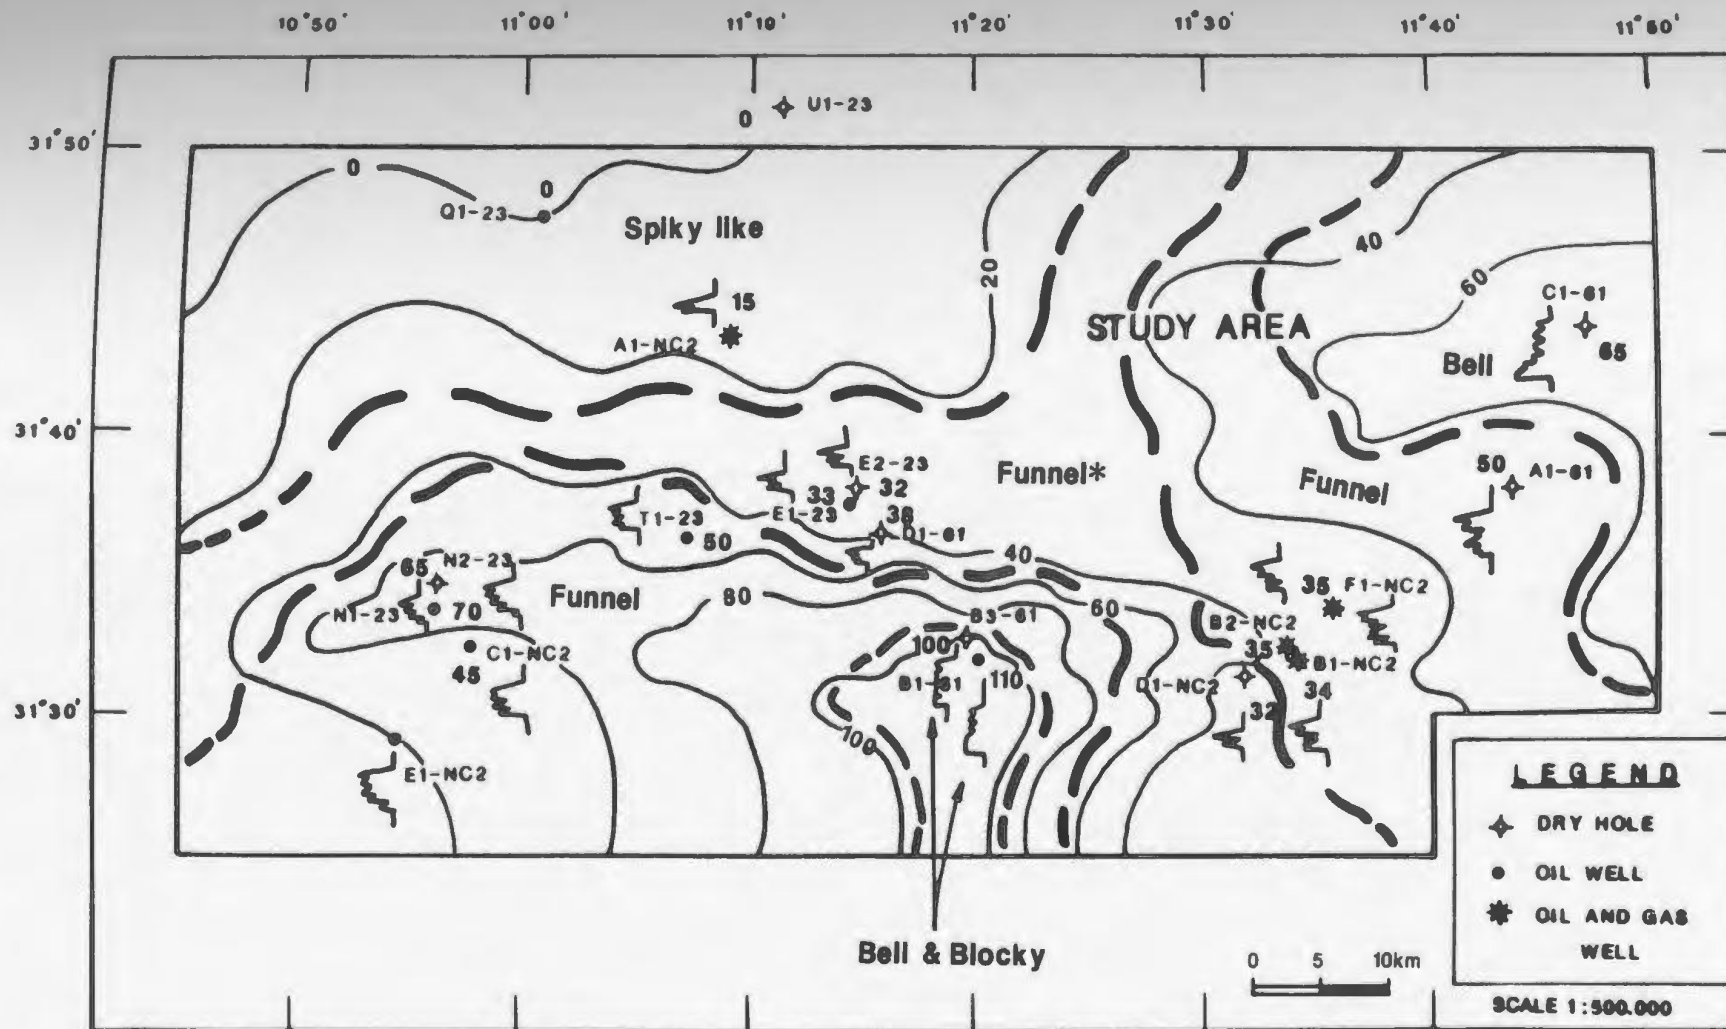 10°50' 11°00' 11°10' 11°20' 11°30' 11°40' 11°50'
U1-23
0
31°50'
0
0
Q1-23
Spiky like
40
20
60
C1-61
15
STUDY AREA
A1-NC2
65
Bell
31°40'
E2-23
Funnel*
50
A1-61
Funnel
33
32
T1-23
E1-23
38
D1-61
50
40
N2-23
65
35
F1-NC2
Funnel
80
60
N1-23
70
B3-61
B2-NC2
100
35
B1-NC2
C1-NC2
45
B1-61
110
D1-NC2
34
31°30'
32
100
E1-NC2
LEGEND
DRY HOLE
OIL WELL
OIL AND GAS
WELL
Bell & Blocky
0 5 10km
SCALE 1:500.000